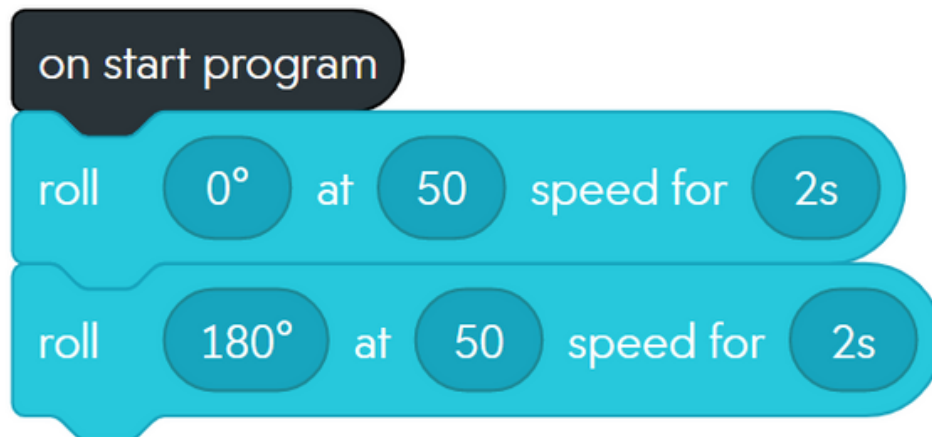 on start program
roll 0° at 50 speed for 2s
roll 180° at 50 speed for 2s